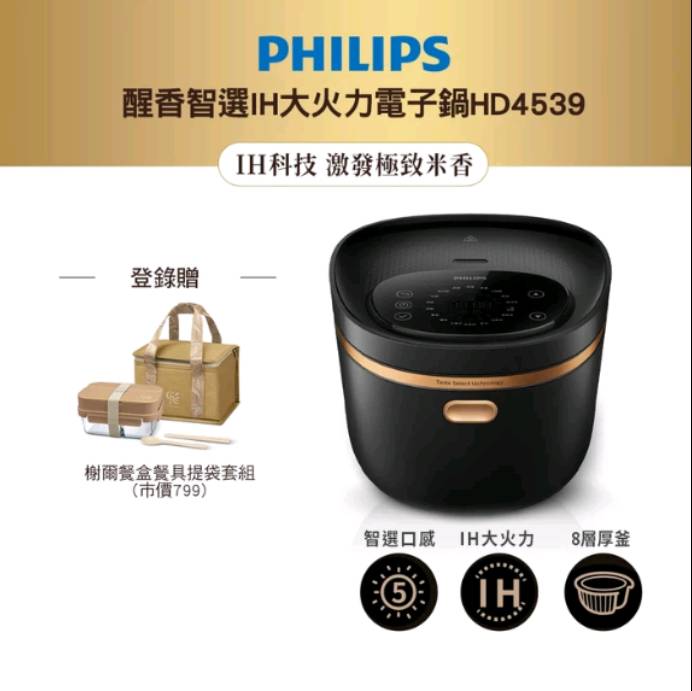 PHILIPS
醒香智選IH大火力電子鍋HD4539
IH科技 激發極致米香
登錄贈
PHILIPS
Taste Select technology
榭爾餐盒餐具提袋套組
（市價799）
智選口感 IH大火力 8層厚釜
5 IH